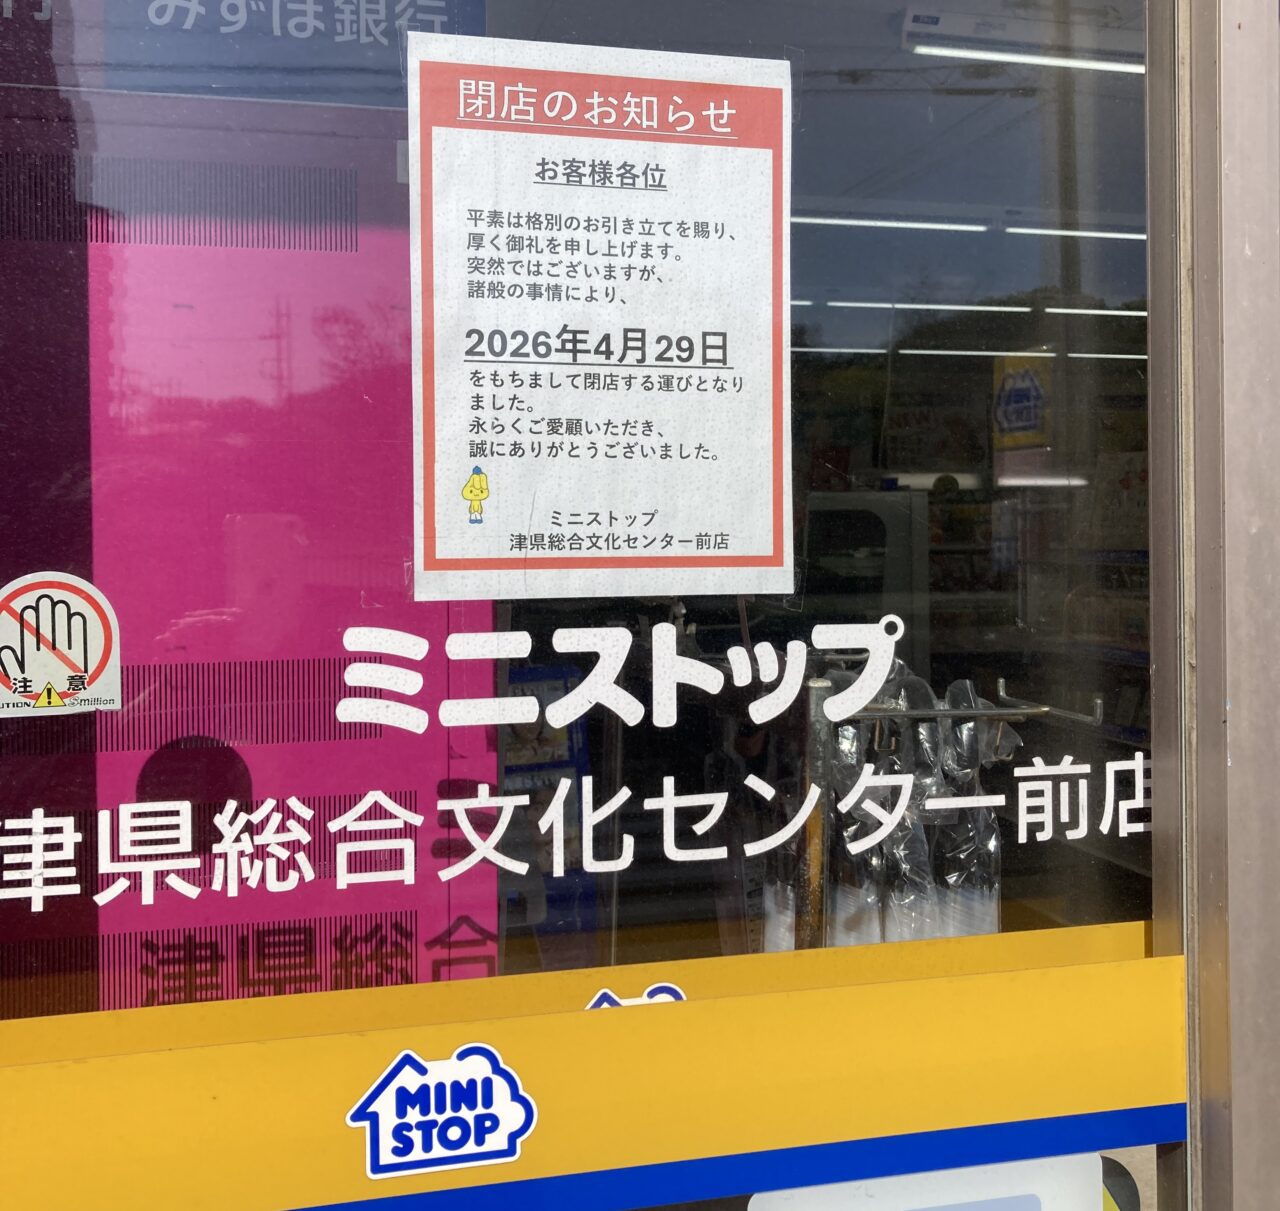 みずほ銀行
閉店のお知らせ
お客様各位
平素は格別のお引き立てを賜り、
厚く御礼を申し上げます。
突然ではございますが、
諸般の事情により、
2026年4月29日
をもちまして閉店する運びとなり
ました。
永らくご愛顧いただき、
誠にありがとうございました。
ミニストップ
津県総合文化センター前店
注意
UTION Smillion
ミニストップ
津県総合文化センター前店
津県総合
MINI
STOP